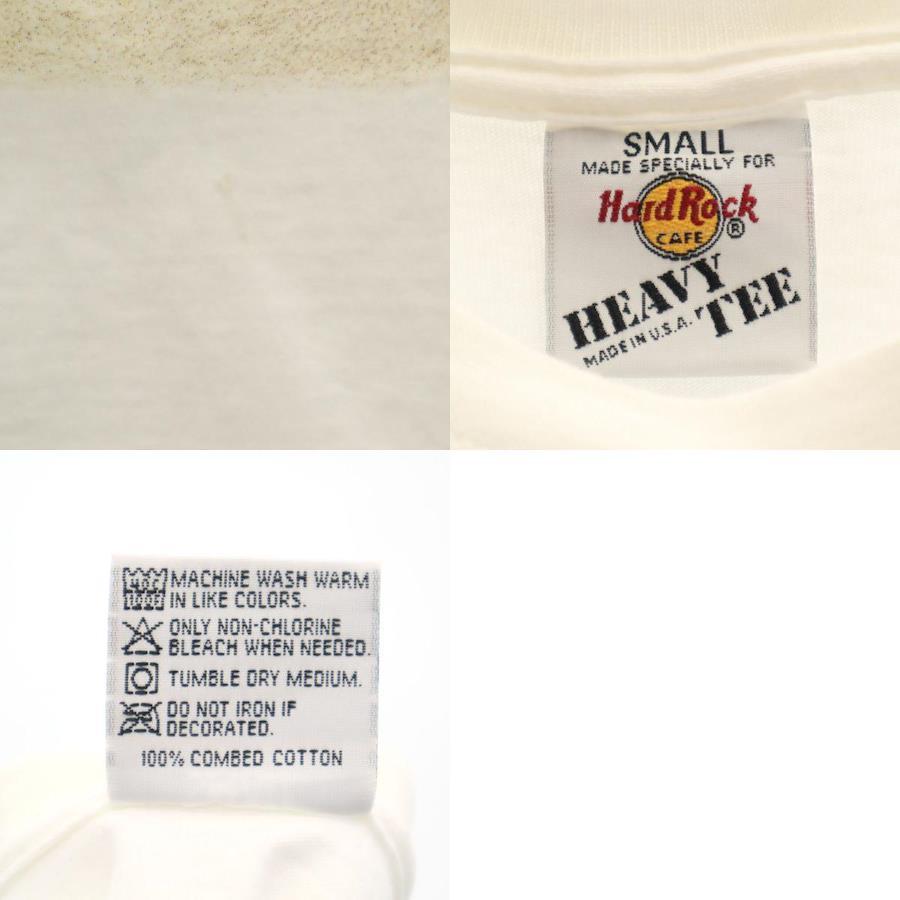 SMALL
MADE SPECIALLY FOR
Hard Rock
CAFE ®
HEAVY
TEE
MADE IN U.S.A.
MACHINE WASH WARM
IN LIKE COLORS.
ONLY NON-CHLORINE
BLEACH WHEN NEEDED.
TUMBLE DRY MEDIUM.
DO NOT IRON IF
DECORATED.
100% COMBED COTTON